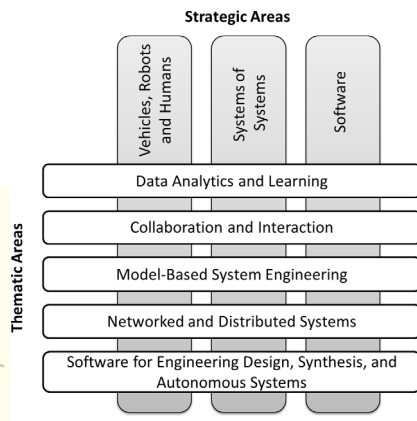 Strategic Areas
Vehicles, Robots
and Humans
Systems of
Systems
Software
Thematic Areas
Data Analytics and Learning
Collaboration and Interaction
Model-Based System Engineering
Networked and Distributed Systems
Software for Engineering Design, Synthesis, and
Autonomous Systems